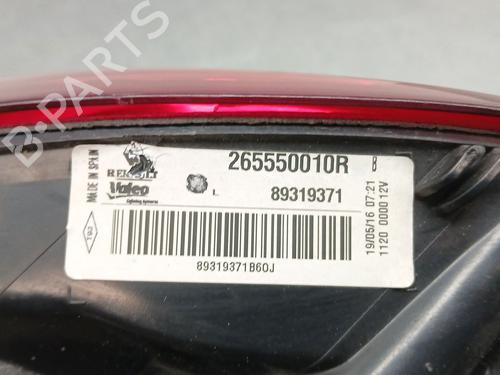 B-PARTS
MADE IN SPAIN
RENAULT
Valeo
Lighting Systems
L
265550010R
B
89319371
19/05/16 07:21
1120 0000 12V
89319371B60J